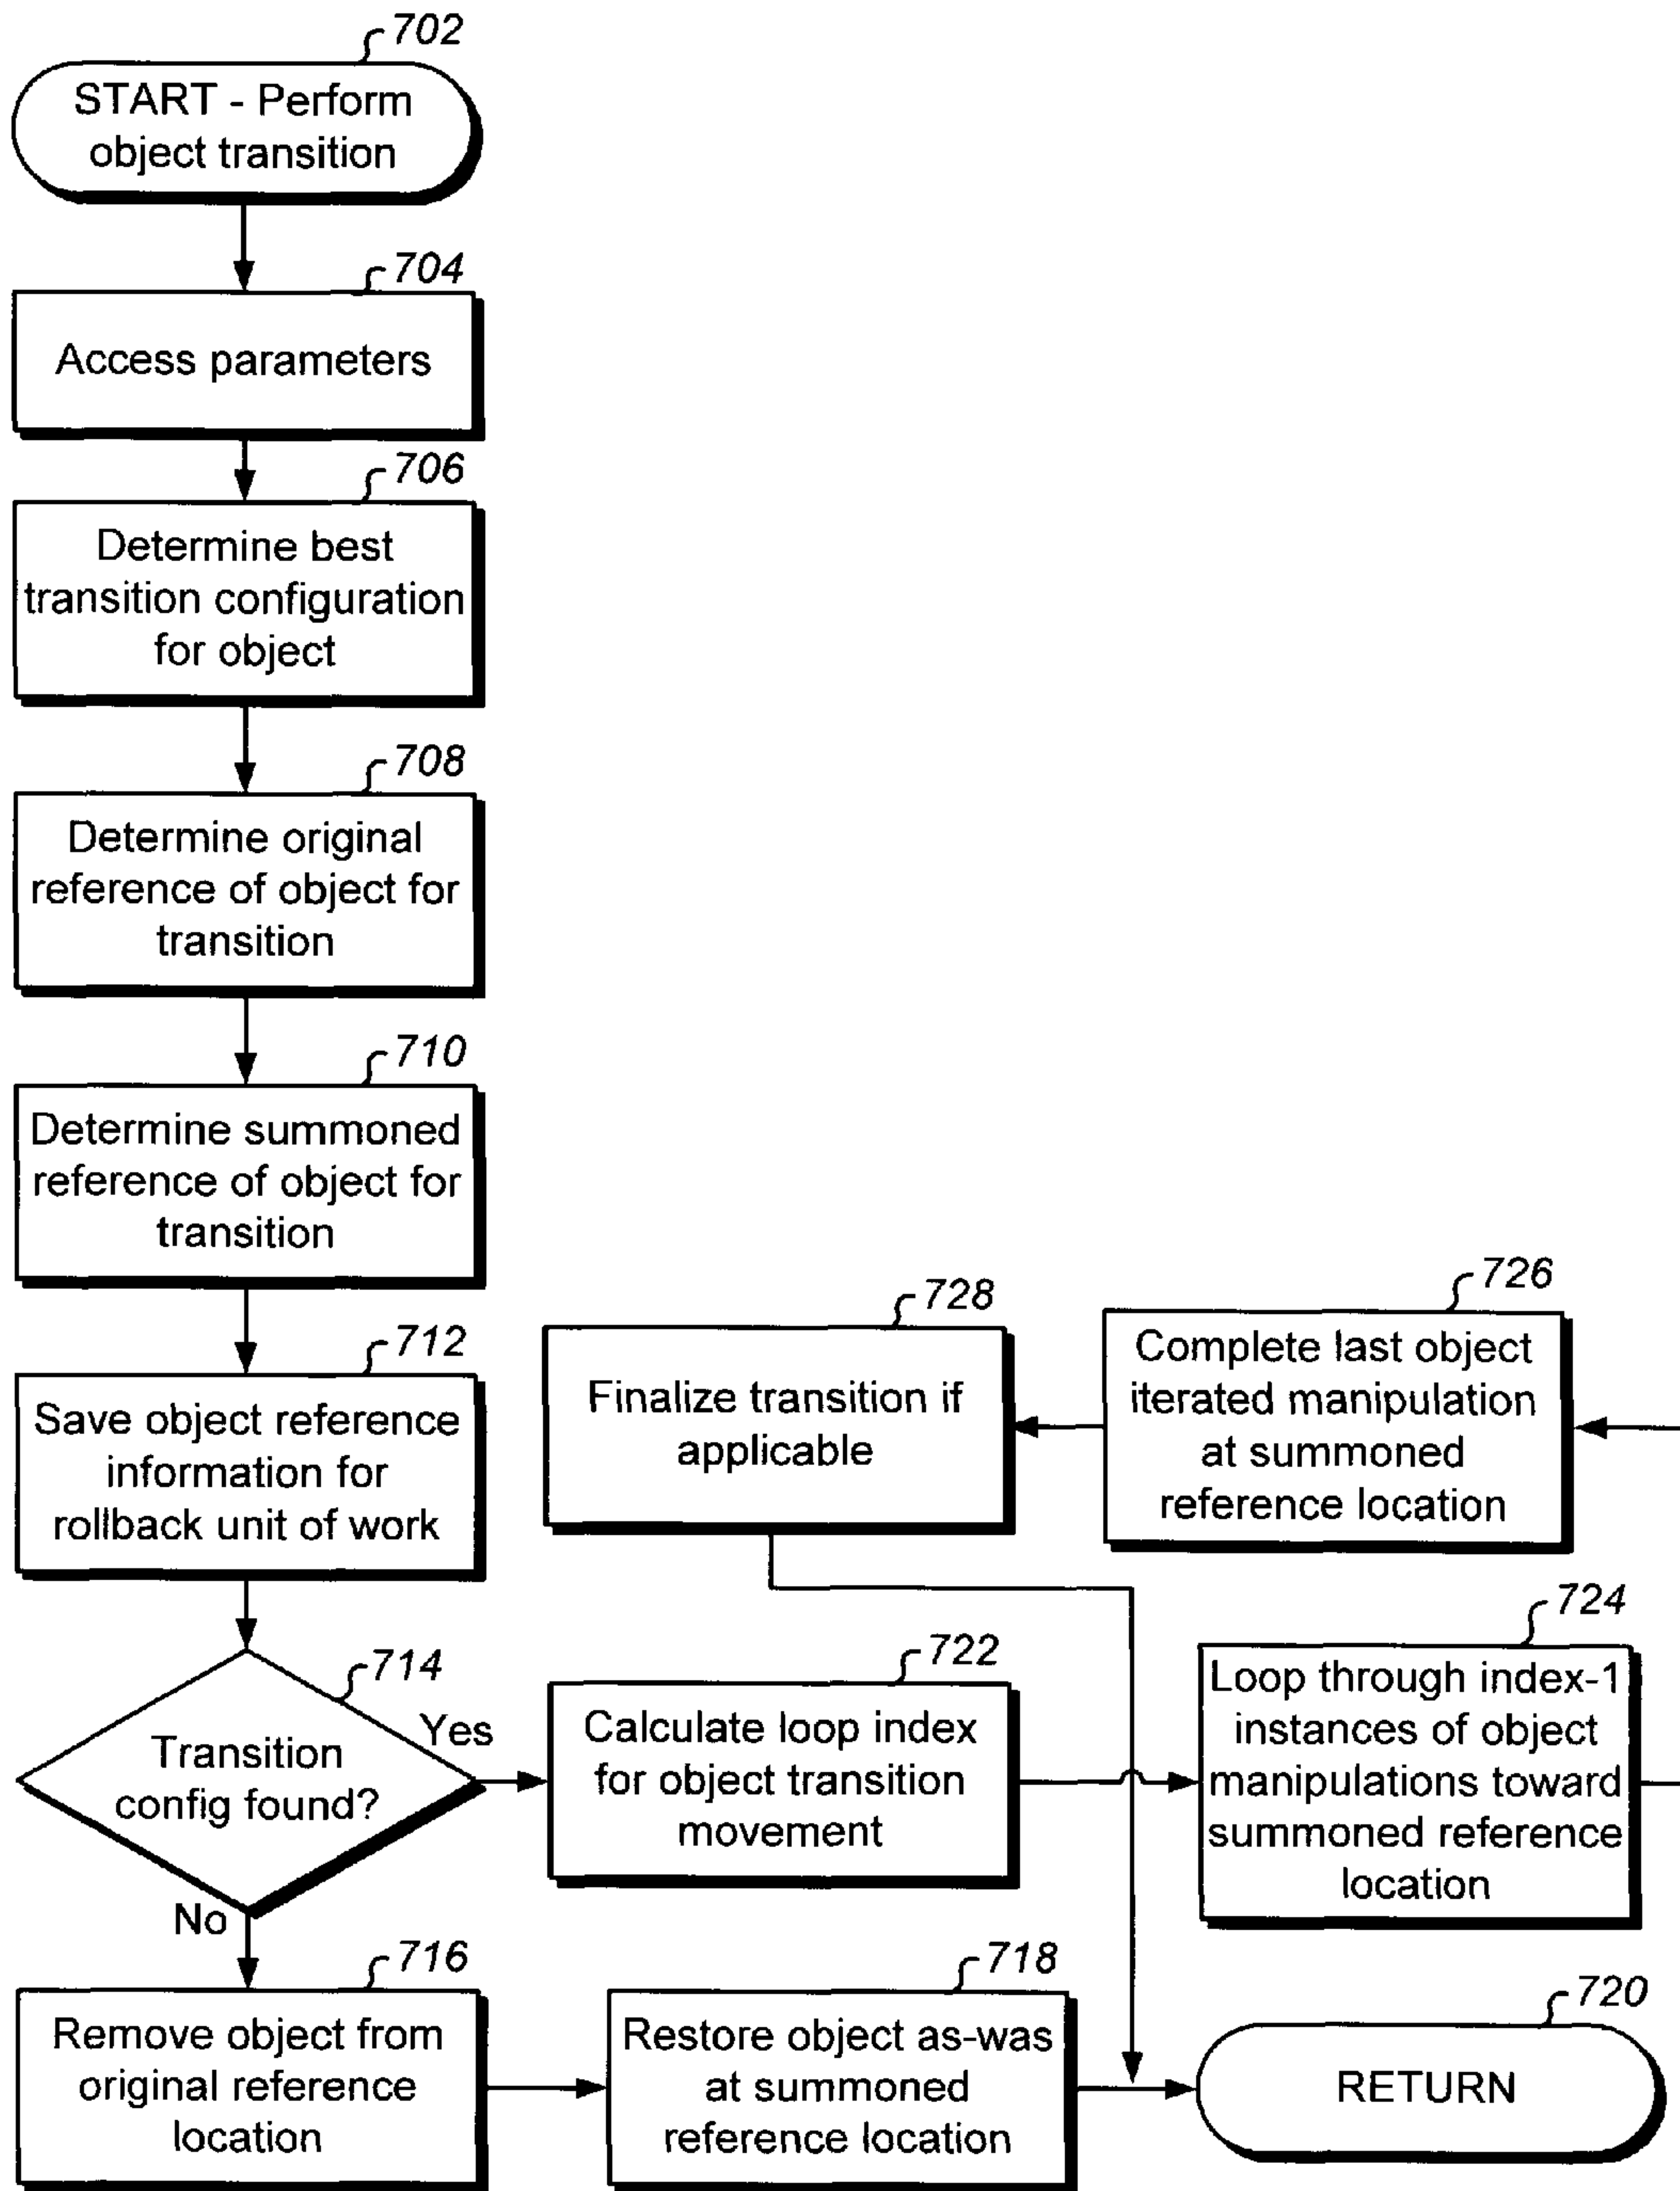 702
START - Perform
object transition
704
Access parameters
706
Determine best
transition configuration
for object
708
Determine original
reference of object for
transition
710
Determine summoned
reference of object for
transition
712
Save object reference
information for
rollback unit of work
714
Transition
config found?
Yes
No
716
Remove object from
original reference
location
718
Restore object as-was
at summoned
reference location
720
RETURN
722
Calculate loop index
for object transition
movement
724
Loop through index-1
instances of object
manipulations toward
summoned reference
location
726
Complete last object
iterated manipulation
at summoned
reference location
728
Finalize transition if
applicable